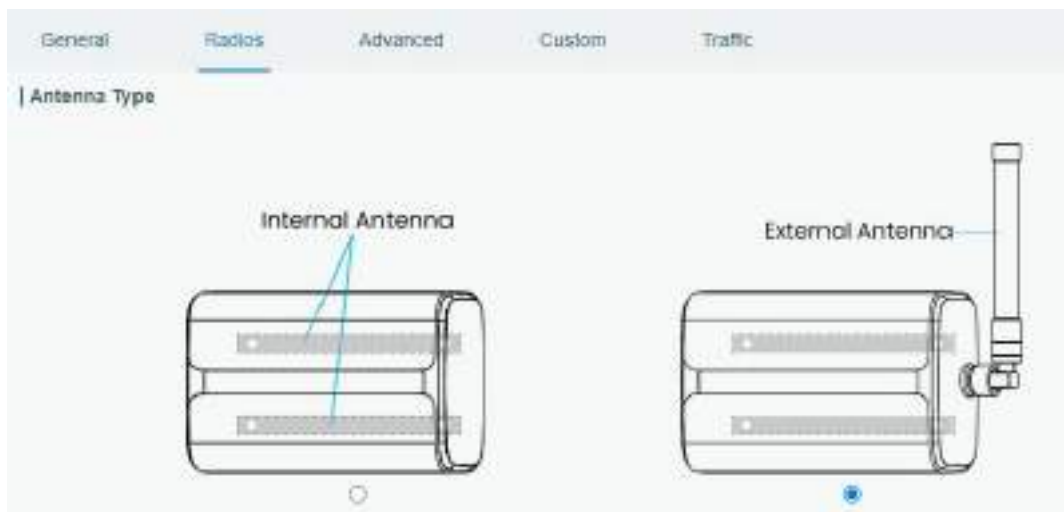 General Radios Advanced Custom Traffic
Antenna Type
Internal Antenna
External Antenna